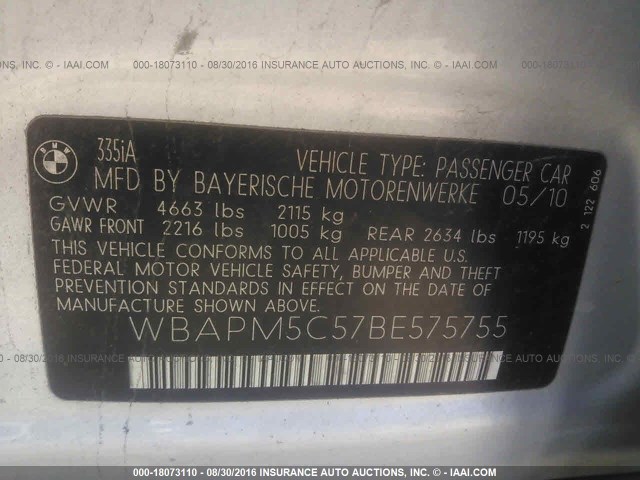 000-18073110 - 08/30/2016 INSURANCE AUTO AUCTIONS, INC. - IAAI.COM
BMW
335iA
VEHICLE TYPE: PASSENGER CAR
MFD BY BAYERISCHE MOTORENWERKE 05/10
GVWR 4663 lbs 2115 kg
GAWR FRONT 2216 lbs 1005 kg REAR 2634 lbs 1195 kg
THIS VEHICLE CONFORMS TO ALL APPLICABLE U.S.
FEDERAL MOTOR VEHICLE SAFETY, BUMPER AND THEFT
PREVENTION STANDARDS IN EFFECT ON THE DATE OF
MANUFACTURE SHOWN ABOVE.
WBAPM5C57BE575755
2 122 606
000-18073110 - 08/30/2016 INSURANCE AUTO AUCTIONS, INC. - IAAI.COM